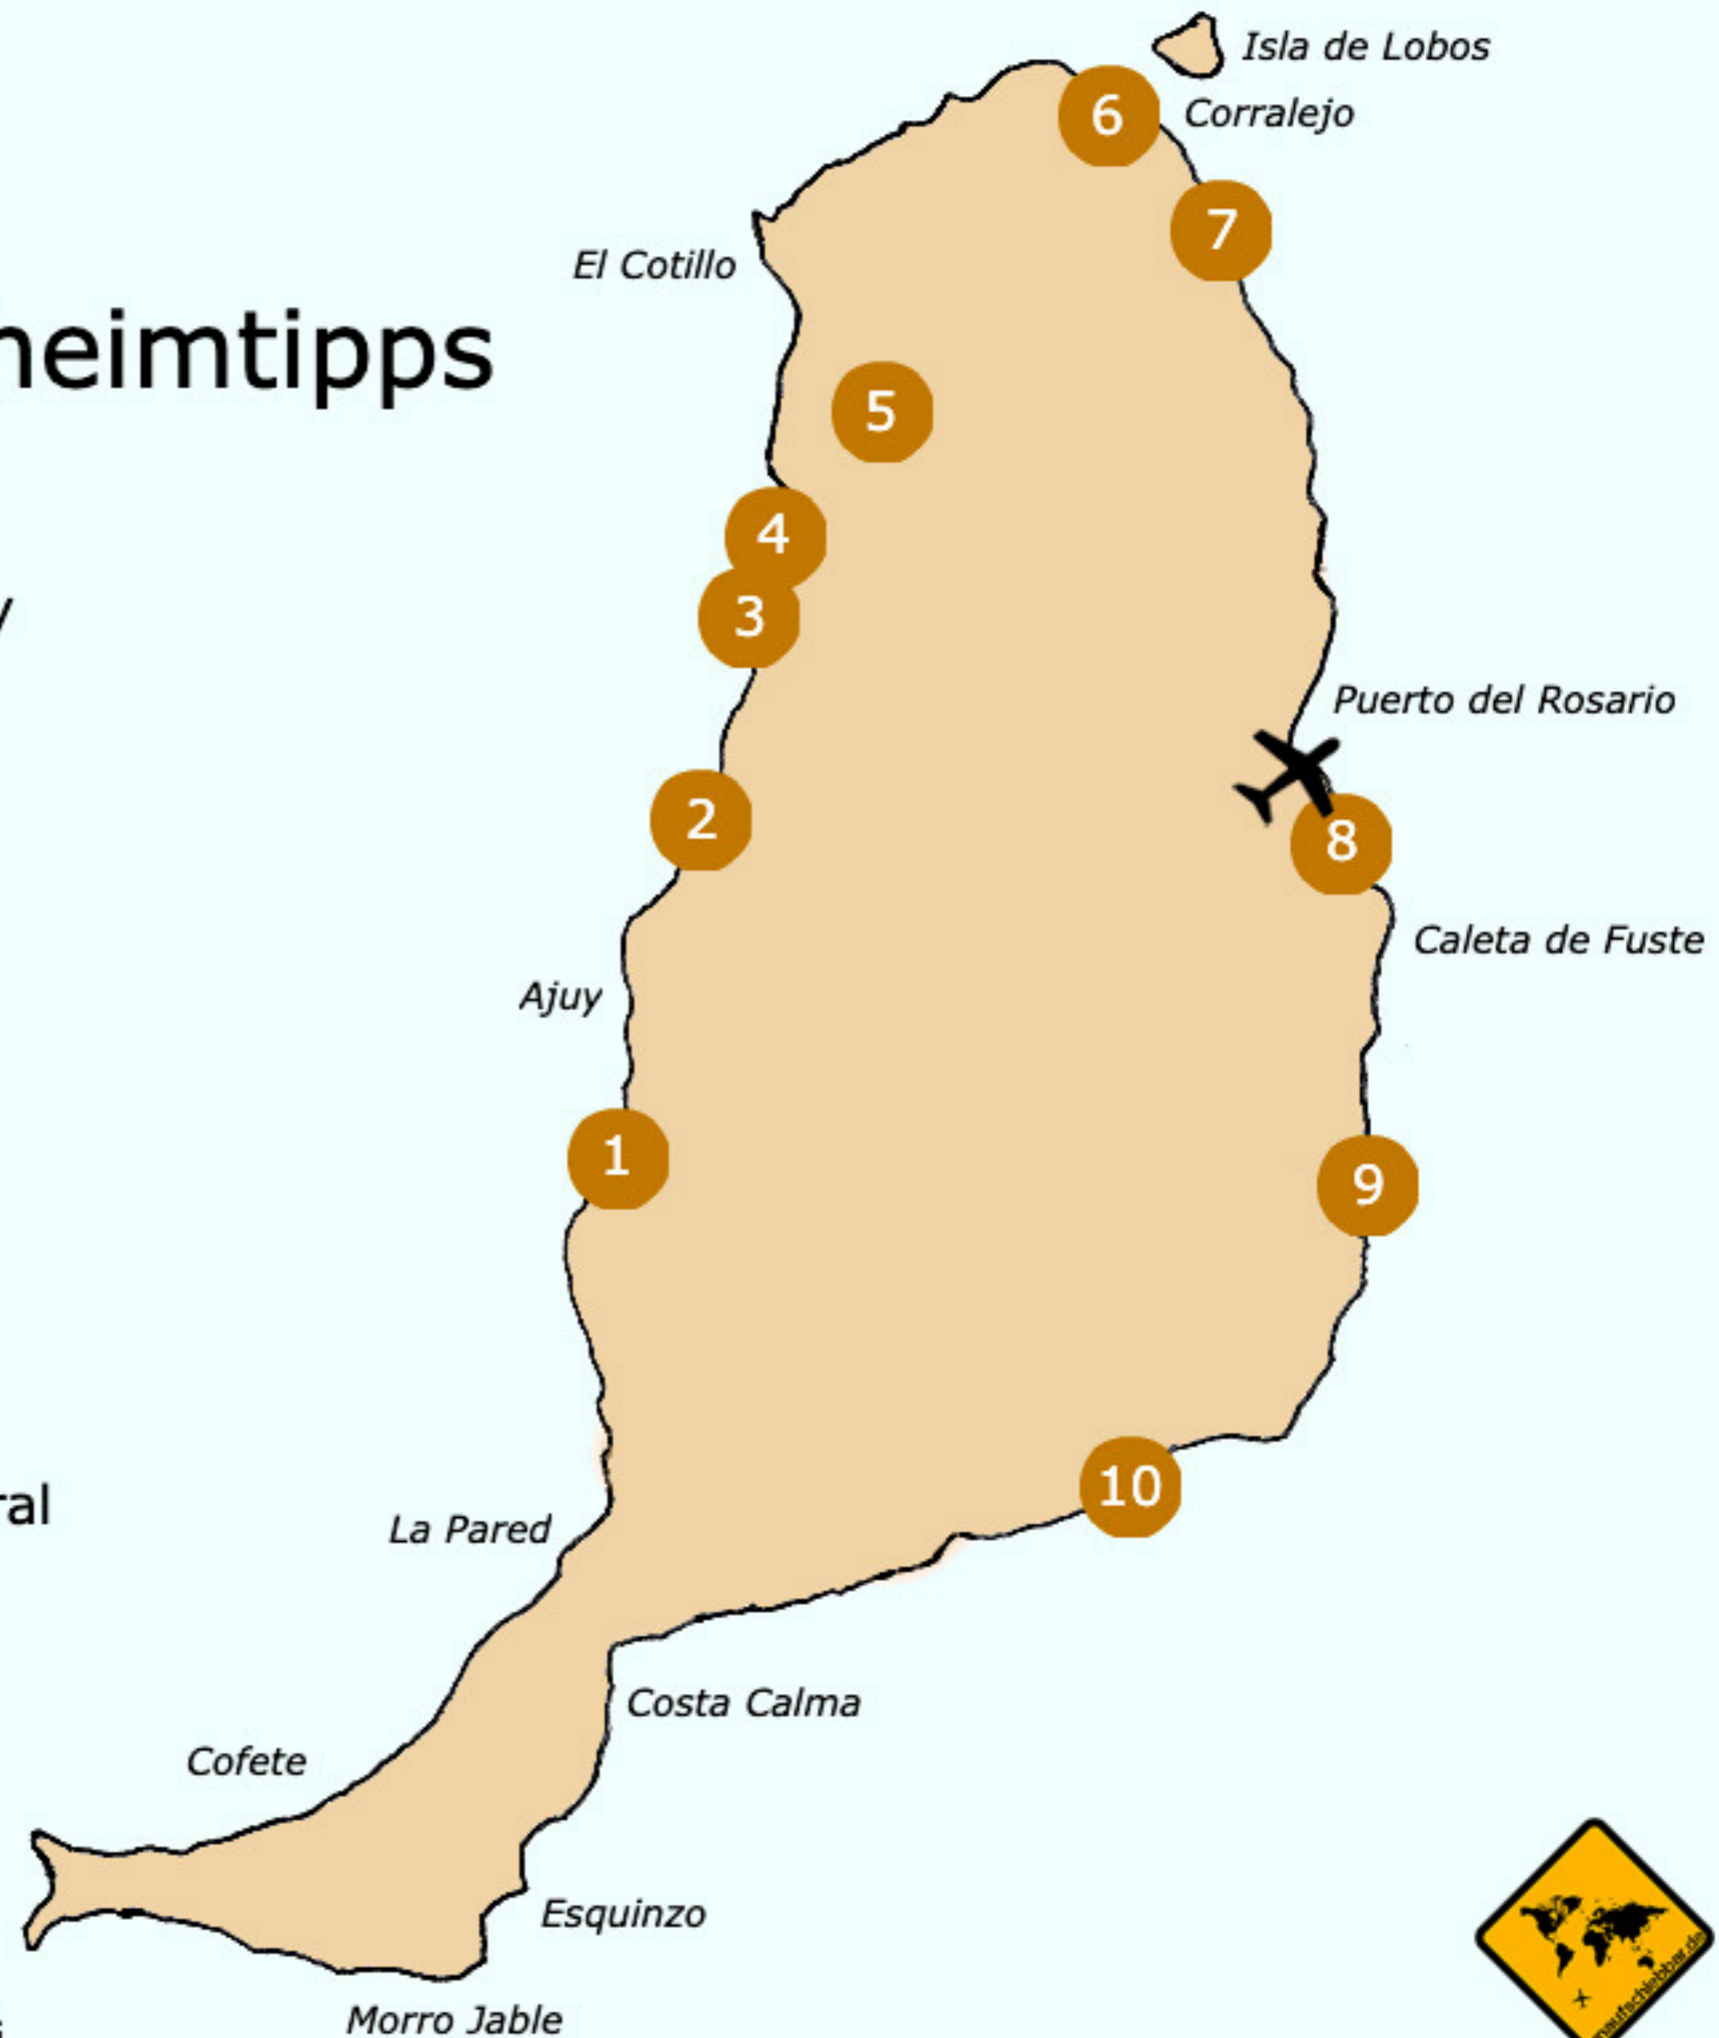 Isla de Lobos
6
Corralejo
7
El Cotillo
heimtipps
5
4
3
Puerto del Rosario
2
8
Caleta de Fuste
Ajuy
1
9
10
ral
La Pared
Costa Calma
Cofete
Esquinzo
Morro Jable